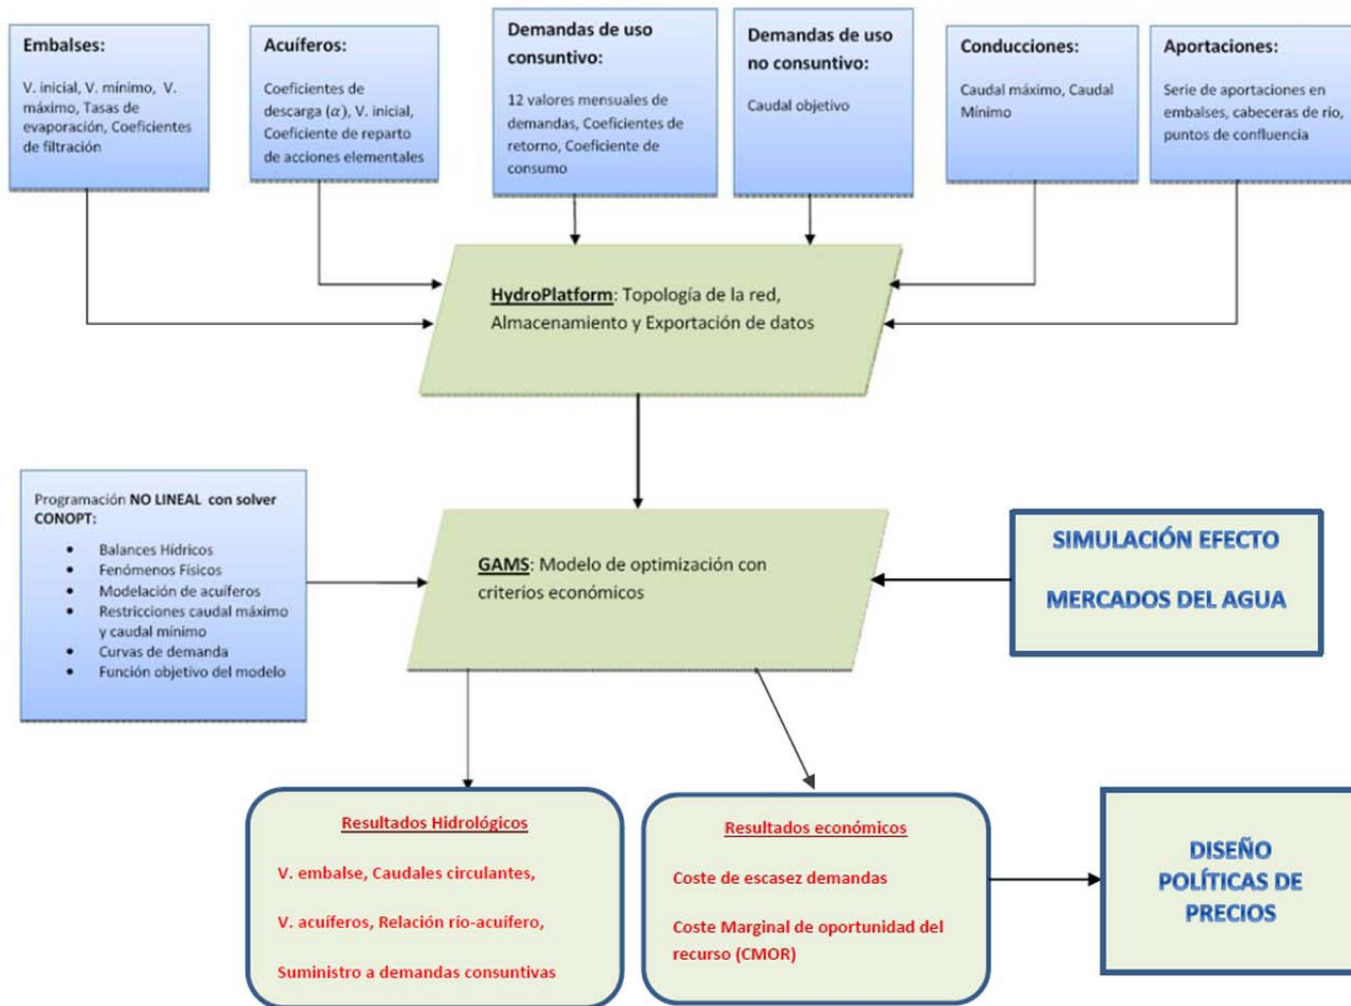 Embalses:
V. inicial, V. mínimo, V.
máximo, Tasas de
evaporación, Coeficientes
de filtración
Acuíferos:
Coeficientes de
descarga (α), V. inicial,
Coeficiente de reparto
de acciones elementales
Demandas de uso
consuntivo:
12 valores mensuales de
demandas, Coeficientes de
retorno, Coeficiente de
consumo
Demandas de uso
no consuntivo:
Caudal objetivo
Conducciones:
Caudal máximo, Caudal
Mínimo
Aportaciones:
Serie de aportaciones en
embalses, cabeceras de río,
puntos de confluencia
HydroPlatform: Topología de la red,
Almacenamiento y Exportación de datos
Programación NO LINEAL con solver
CONOPT:
• Balances Hídricos
• Fenómenos Físicos
• Modelación de acuíferos
• Restricciones caudal máximo
y caudal mínimo
• Curvas de demanda
• Función objetivo del modelo
GAMS: Modelo de optimización con
criterios económicos
SIMULACIÓN EFECTO
MERCADOS DEL AGUA
Resultados Hidrológicos
V. embalse, Caudales circulantes,
V. acuíferos, Relación río-acuífero,
Suministro a demandas consuntivas
Resultados económicos
Coste de escasez demandas
Coste Marginal de oportunidad del
recurso (CMOR)
DISEÑO
POLÍTICAS DE
PRECIOS